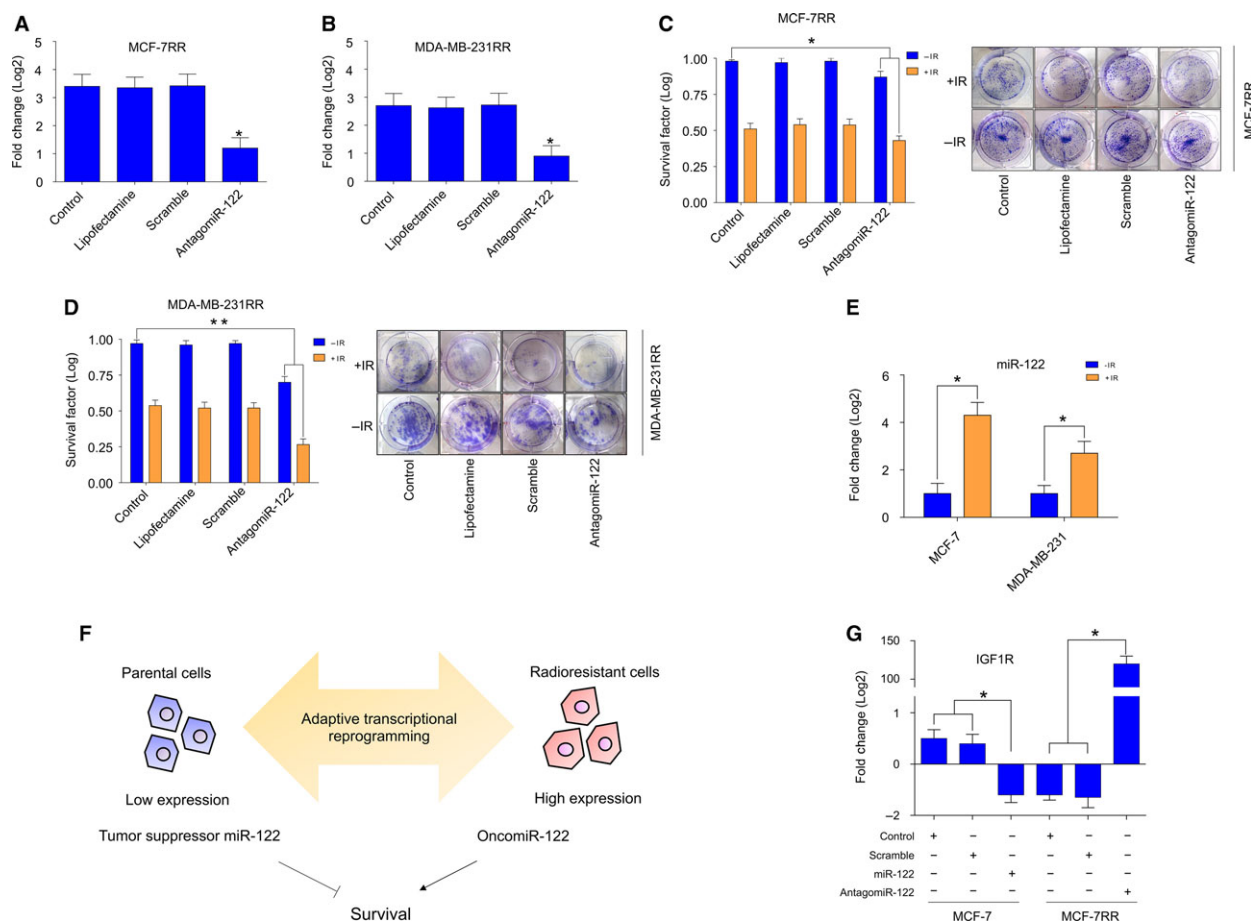 A
MCF-7RR
Fold change (Log2)
5
4
3
2
1
0
*
Control
Lipofectamine
Scramble
AntagomiR-122
B
MDA-MB-231RR
Fold change (Log2)
5
4
3
2
1
0
*
Control
Lipofectamine
Scramble
AntagomiR-122
C
MCF-7RR
Survival factor (Log)
1.00
0.75
0.50
0.25
0.00
*
–IR
+IR
Control
Lipofectamine
Scramble
AntagomiR-122
+IR
–IR
Control
Lipofectamine
Scramble
AntagomiR-122
MCF-7RR
D
MDA-MB-231RR
Survival factor (Log)
1.00
0.75
0.50
0.25
0.00
* *
–IR
+IR
Control
Lipofectamine
Scramble
AntagomiR-122
+IR
–IR
Control
Lipofectamine
Scramble
AntagomiR-122
MDA-MB-231RR
E
miR-122
-IR
+IR
Fold change (Log2)
6
4
2
0
*
*
MCF-7
MDA-MB-231
F
Parental cells
Radioresistant cells
Adaptive transcriptional
reprogramming
Low expression
High expression
Tumor suppressor miR-122
OncomiR-122
Survival
G
IGF1R
Fold change (Log2)
150
100
1
0
–2
*
*
Control + – – + – –
Scramble – + – – + –
miR-122 – – + – – –
AntagomiR-122 – – – – – +
MCF-7
MCF-7RR